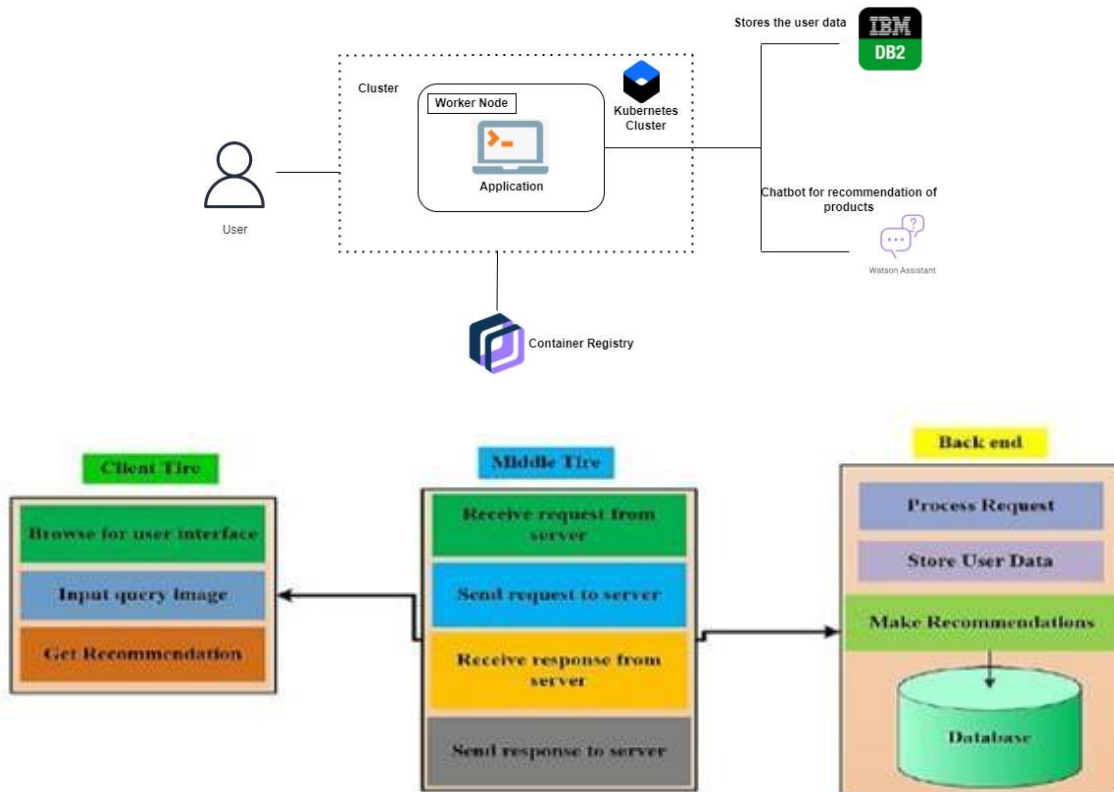 Stores the user data
IBM
DB2
Cluster
Worker Node
Kubernetes
Cluster
Application
User
Chatbot for recommendation of
products
Watson Assistant
Container Registry
Client Tire
Browse for user interface
Input query Image
Get Recommendation
Middle Tire
Receive request from
server
Send request to server
Receive response from
server
Send response to server
Back end
Process Request
Store User Data
Make Recommendations
Database